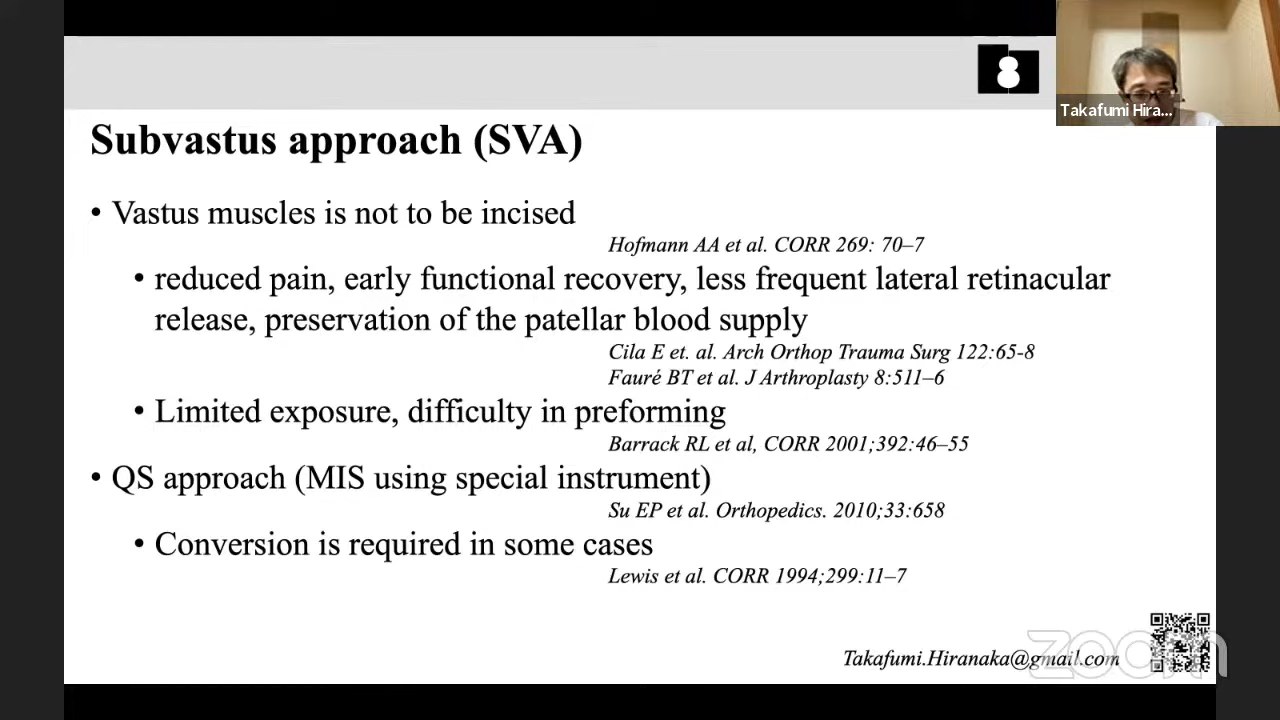 Takafumi Hira...
Subvastus approach (SVA)
• Vastus muscles is not to be incised
Hofmann AA et al. CORR 269: 70–7
• reduced pain, early functional recovery, less frequent lateral retinacular
release, preservation of the patellar blood supply
Cila E et. al. Arch Orthop Trauma Surg 122:65-8
Fauré BT et al. J Arthroplasty 8:511–6
• Limited exposure, difficulty in preforming
Barrack RL et al, CORR 2001;392:46–55
• QS approach (MIS using special instrument)
Su EP et al. Orthopedics. 2010;33:658
• Conversion is required in some cases
Lewis et al. CORR 1994;299:11–7
Takafumi.Hiranaka@gmail.com
zoom